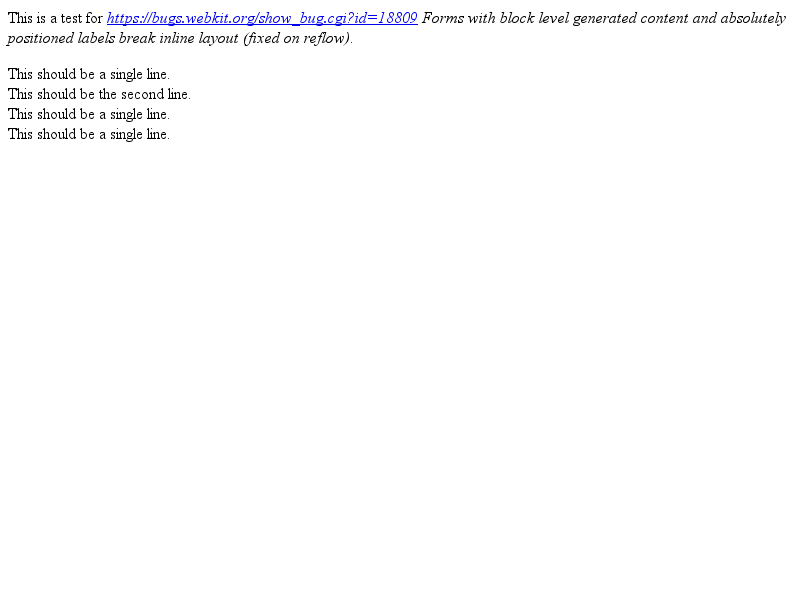 This is a test for https://bugs.webkit.org/show_bug.cgi?id=18809 Forms with block level generated content and absolutely
positioned labels break inline layout (fixed on reflow).
This should be a single line.
This should be the second line.
This should be a single line.
This should be a single line.